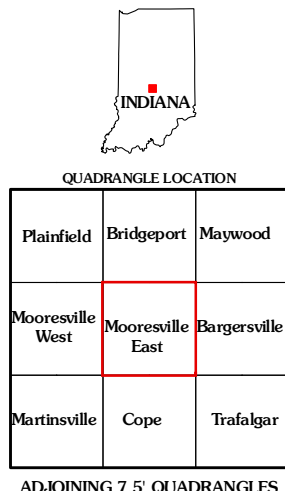 INDIANA
QUADRANGLE LOCATION
Plainfield Bridgeport Maywood
Mooresville West Mooresville East Bargersville
Martinsville Cope Trafalgar
ADJOINING 7.5' QUADRANGLES